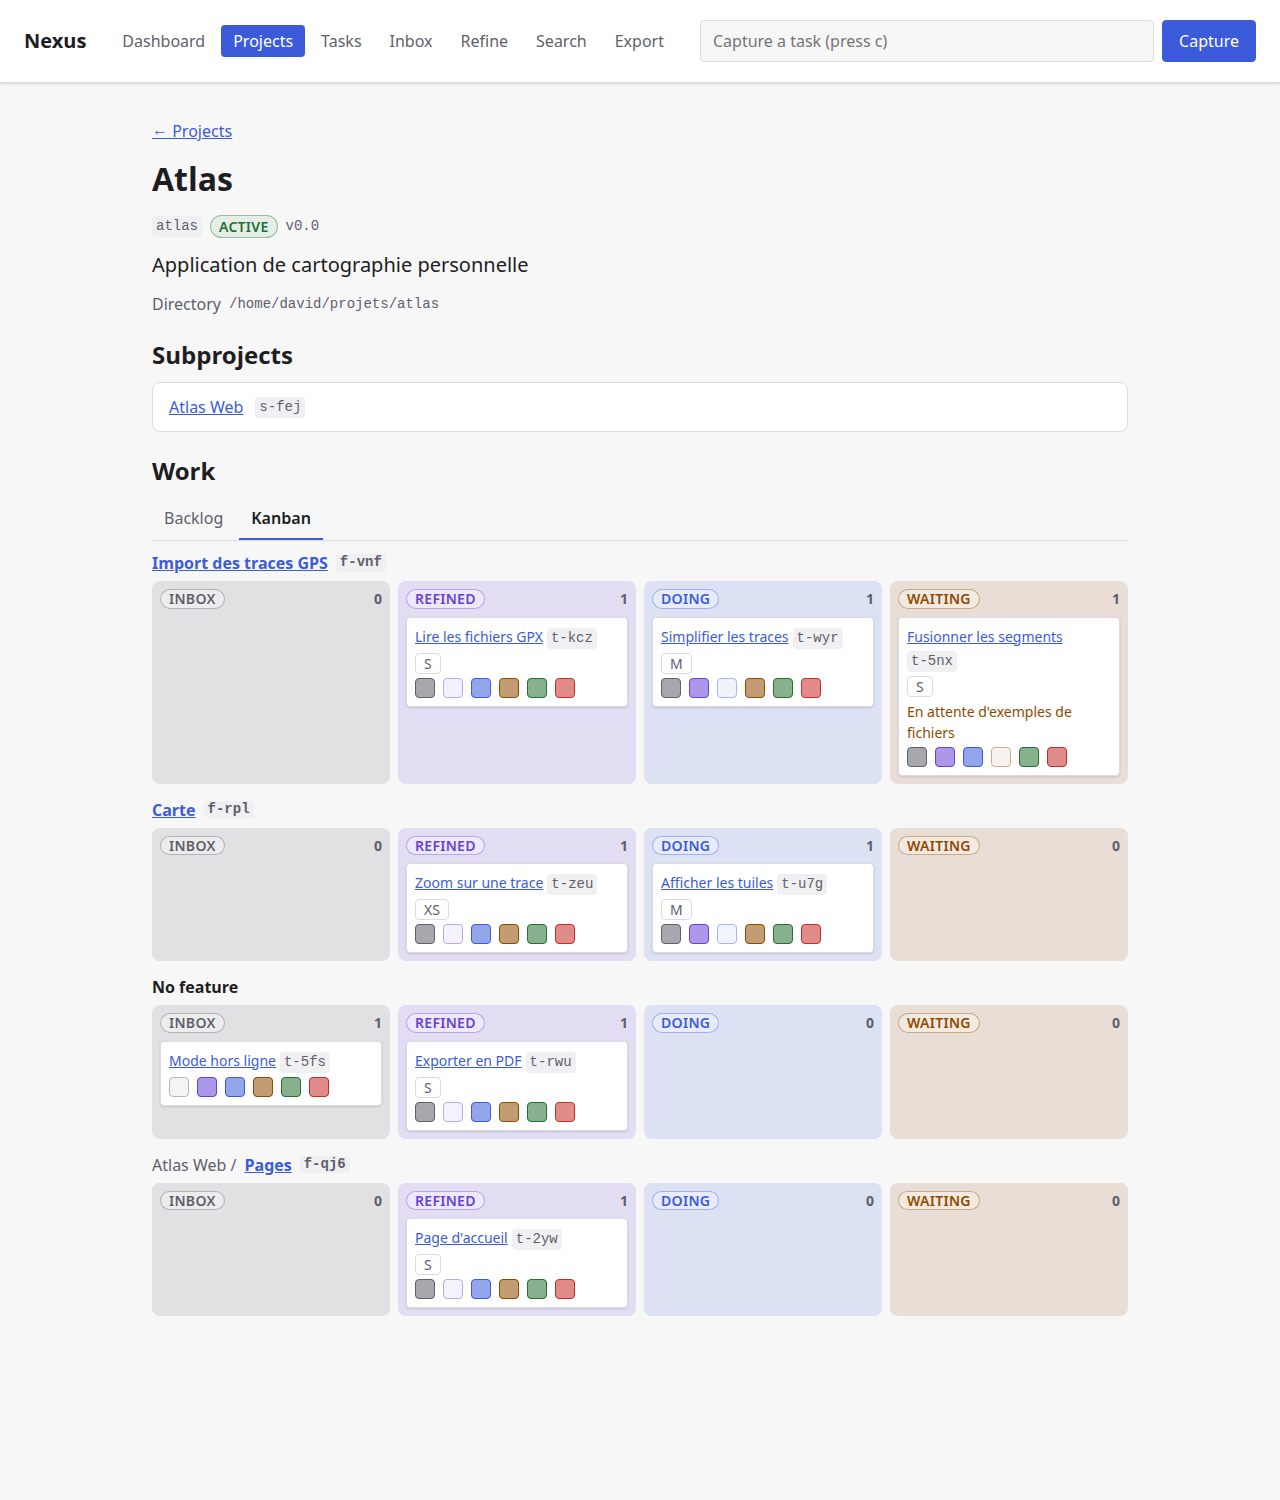 Nexus Dashboard Projects Tasks Inbox Refine Search Export Capture a task (press c) Capture
← Projects
Atlas
atlas ACTIVE v0.0
Application de cartographie personnelle
Directory /home/david/projets/atlas
Subprojects
Atlas Web s-fej
Work
Backlog Kanban
Import des traces GPS f-vnf
INBOX 0 REFINED 1 DOING 1 WAITING 1
Lire les fichiers GPX t-kcz Simplifier les traces t-wyr Fusionner les segments
t-5nx
S M
S
En attente d'exemples de
fichiers
Carte f-rpl
INBOX 0 REFINED 1 DOING 1 WAITING 0
Zoom sur une trace t-zeu Afficher les tuiles t-u7g
XS M
No feature
INBOX 1 REFINED 1 DOING 0 WAITING 0
Mode hors ligne t-5fs Exporter en PDF t-rwu
S
Atlas Web / Pages f-qj6
INBOX 0 REFINED 1 DOING 0 WAITING 0
Page d'accueil t-2yw
S